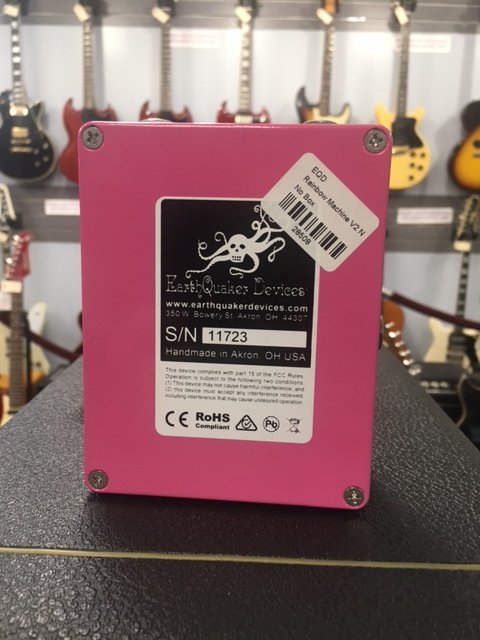 EQD
Rainbow Machine V2 N
No Box
28508
EarthQuaker Devices
www.earthquakerdevices.com
350 W. Bowery St Akron, OH 44307
S/N 11723
Handmade in Akron, OH USA
This device complies with part 15 of the FCC Rules
Operation is subject to the following two conditions
(1) This device may not cause harmful interference, and
(2) this device must accept any interference received,
including interference that may cause undesired operation
CE RoHS
Compliant
Pb